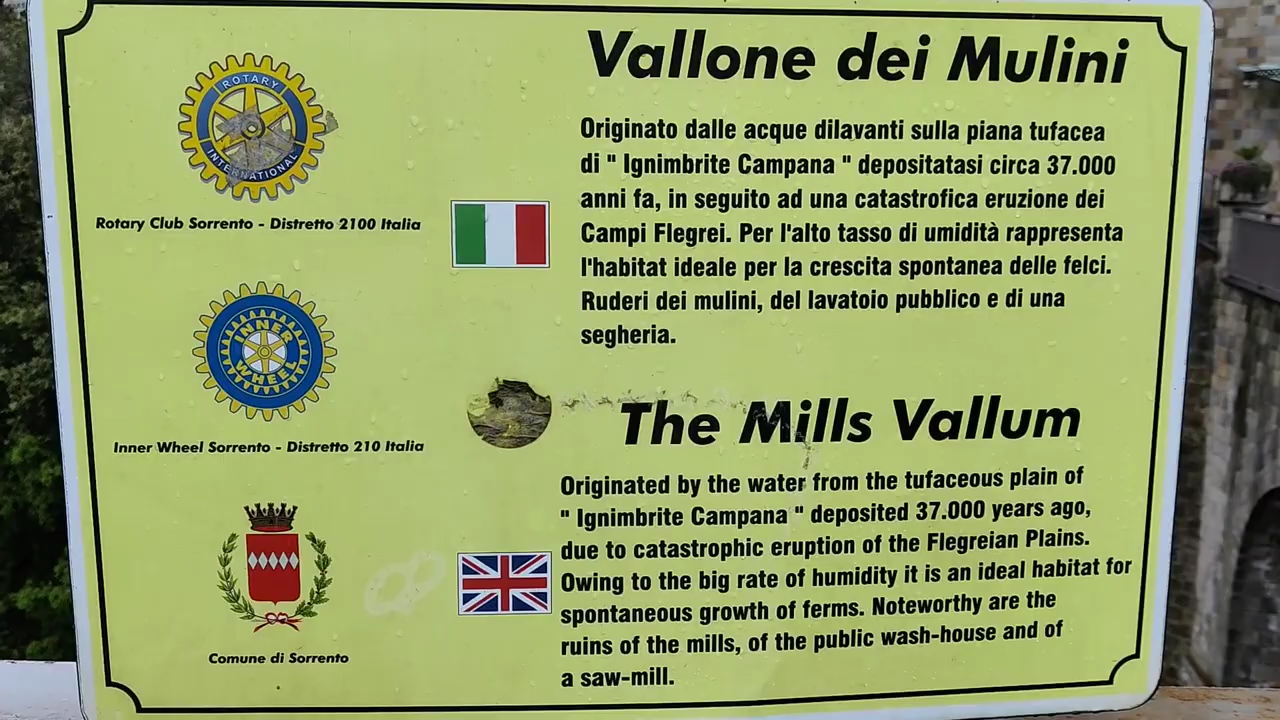 Vallone dei Mulini
Originato dalle acque dilavanti sulla piana tufacea
di " Ignimbrite Campana " depositatasi circa 37.000
anni fa, in seguito ad una catastrofica eruzione dei
Campi Flegrei. Per l'alto tasso di umidità rappresenta
l'habitat ideale per la crescita spontanea delle felci.
Ruderi dei mulini, del lavatoio pubblico e di una
segheria.
The Mills Vallum
Originated by the water from the tufaceous plain of
" Ignimbrite Campana " deposited 37.000 years ago,
due to catastrophic eruption of the Flegreian Plains.
Owing to the big rate of humidity it is an ideal habitat for
spontaneous growth of ferms. Noteworthy are the
ruins of the mills, of the public wash-house and of
a saw-mill.
ROTARY
INTERNATIONAL
Rotary Club Sorrento - Distretto 2100 Italia
INNER
WHEEL
Inner Wheel Sorrento - Distretto 210 Italia
Comune di Sorrento